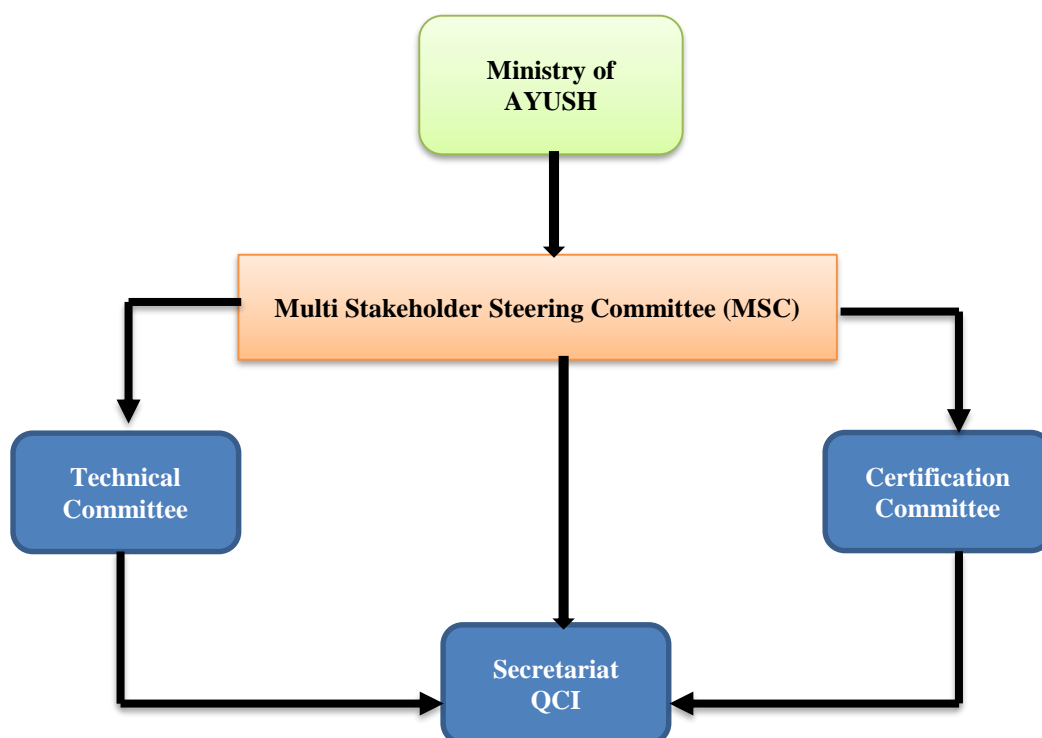 Ministry of
AYUSH
Multi Stakeholder Steering Committee (MSC)
Technical
Committee
Certification
Committee
Secretariat
QCI